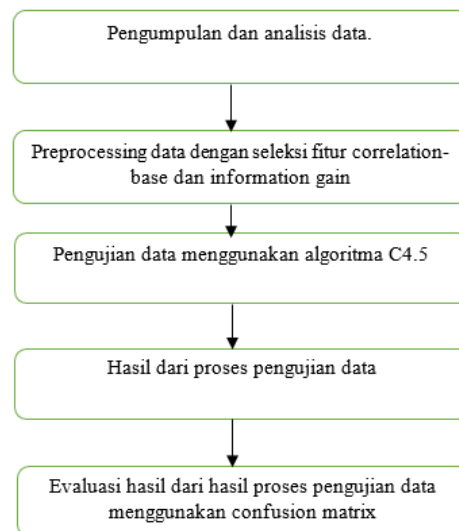 Pengumpulan dan analisis data.
Preprocessing data dengan seleksi fitur correlation-
base dan information gain
Pengujian data menggunakan algoritma C4.5
Hasil dari proses pengujian data
Evaluasi hasil dari hasil proses pengujian data
menggunakan confusion matrix